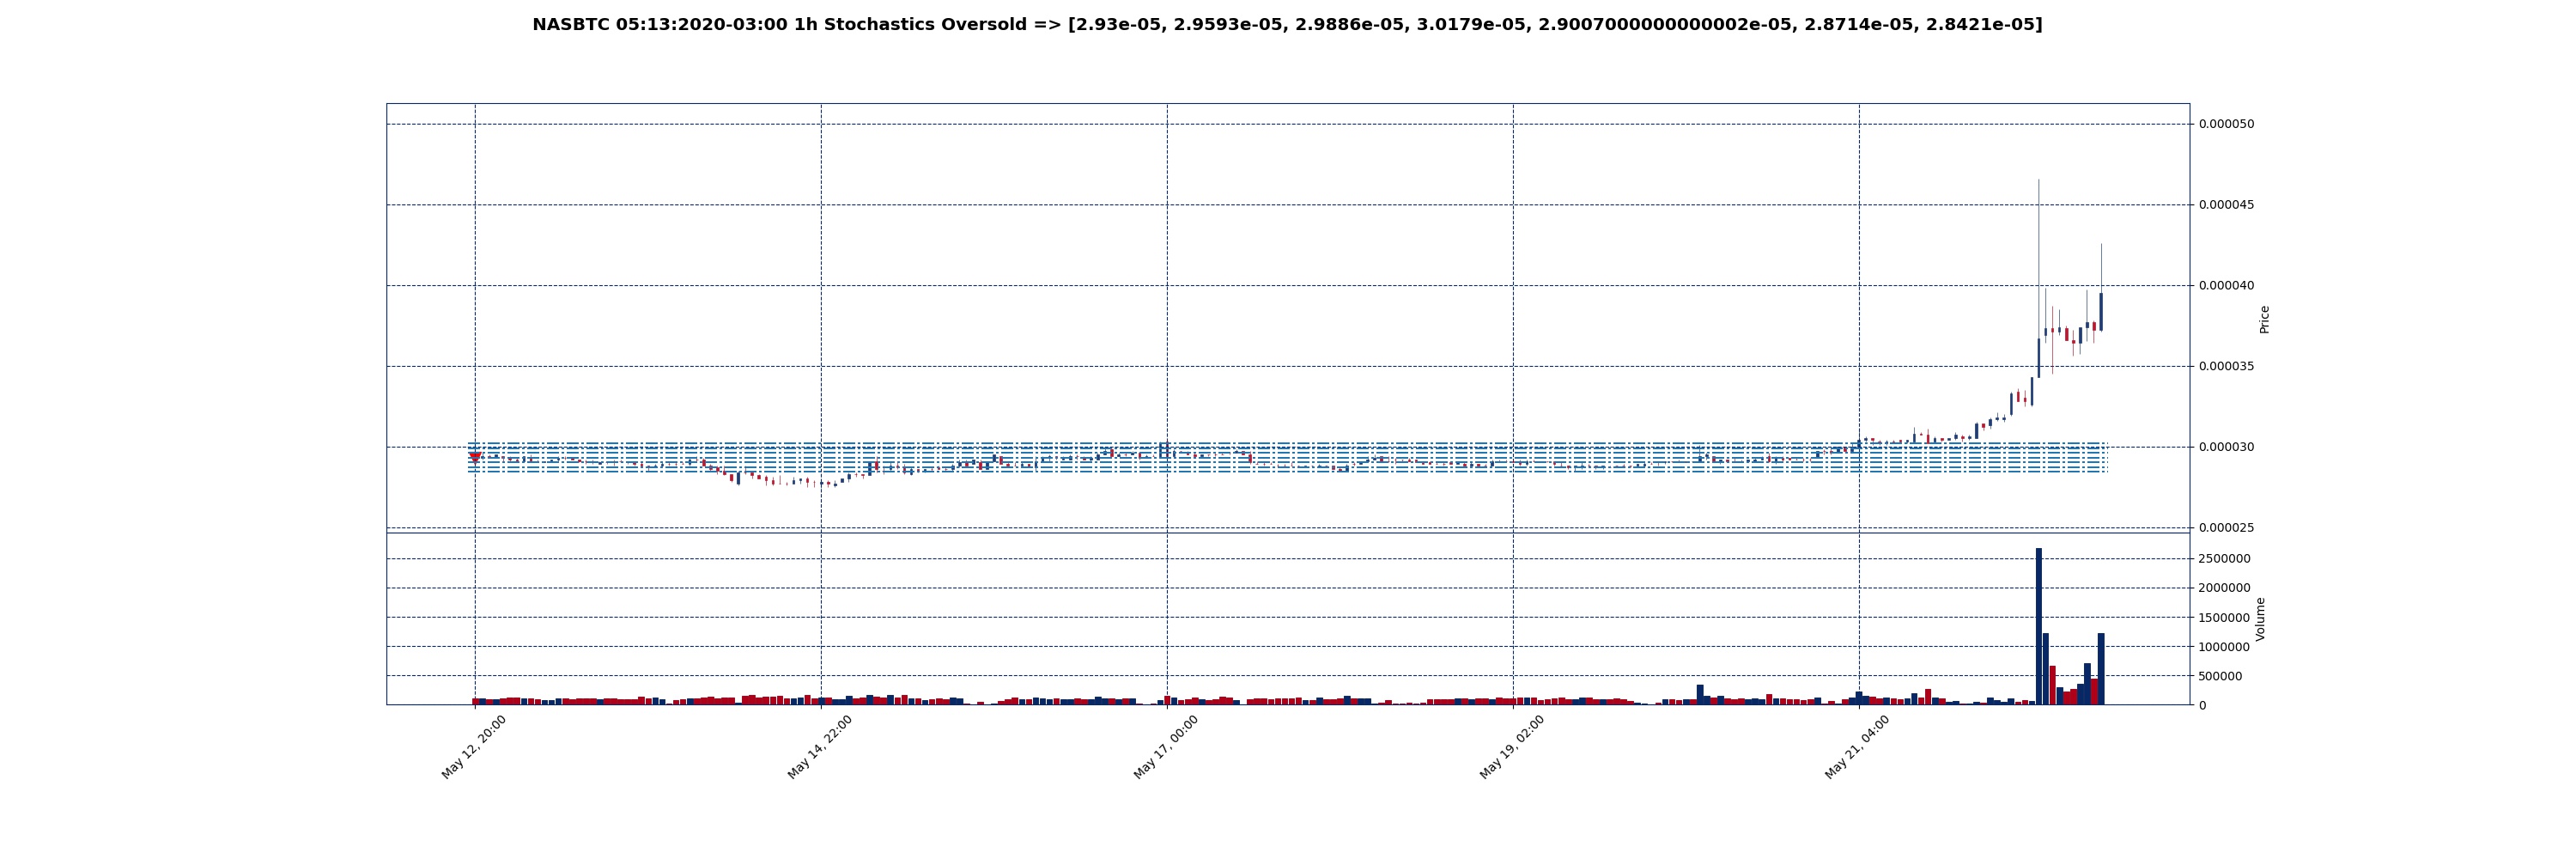 NASBTC 05:13:2020-03:00 1h Stochastics Oversold => [2.93e-05, 2.9593e-05, 2.9886e-05, 3.0179e-05, 2.9007000000000002e-05, 2.8714e-05, 2.8421e-05]
0.000050
0.000045
0.000040
0.000035
0.000030
0.000025
Price
2500000
2000000
1500000
1000000
500000
0
Volume
May 12, 20:00
May 14, 22:00
May 17, 00:00
May 19, 02:00
May 21, 04:00